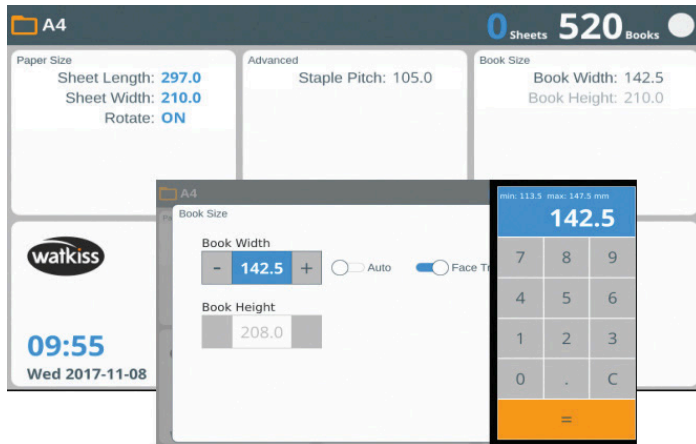 A4
0 Sheets 520 Books
Paper Size
Sheet Length: 297.0
Sheet Width: 210.0
Rotate: ON
Advanced
Staple Pitch: 105.0
Book Size
Book Width: 142.5
Book Height: 210.0
watkiss
09:55
Wed 2017-11-08
A4
Book Size
Book Width
- 142.5 +
Auto
Face Tr
Book Height
208.0
min: 113.5 max: 147.5 mm
142.5
7 8 9
4 5 6
1 2 3
0 . C
=